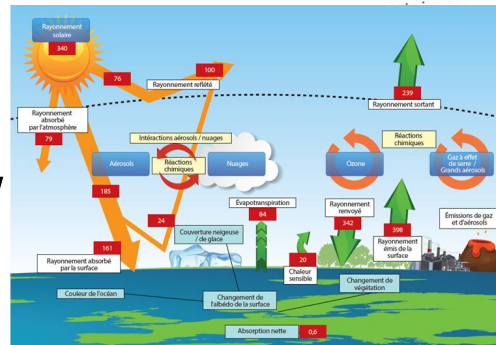 Rayonnement
solaire
340
76
100
Rayonnement reflété
239
Rayonnement sortant
Rayonnement
absorbé
par l'atmosphère
79
Intéractions aérosols / nuages
Aérosols
Réactions
chimiques
Nuages
Réactions
chimiques
Ozone
Gaz à effet
de serre /
Grands aérosols
185
24
161
Rayonnement absorbé
par la surface
Couverture neigeuse
/ de glace
Évapotranspiration
84
20
Chaleur
sensible
Rayonnement
renvoyé
342
398
Rayonnement
émis de la
surface
Émissions de gaz
et d'aérosols
Couleur de l'océan
Changement de
l'albédo de la surface
Changement de
végétation
Absorption nette
0,6